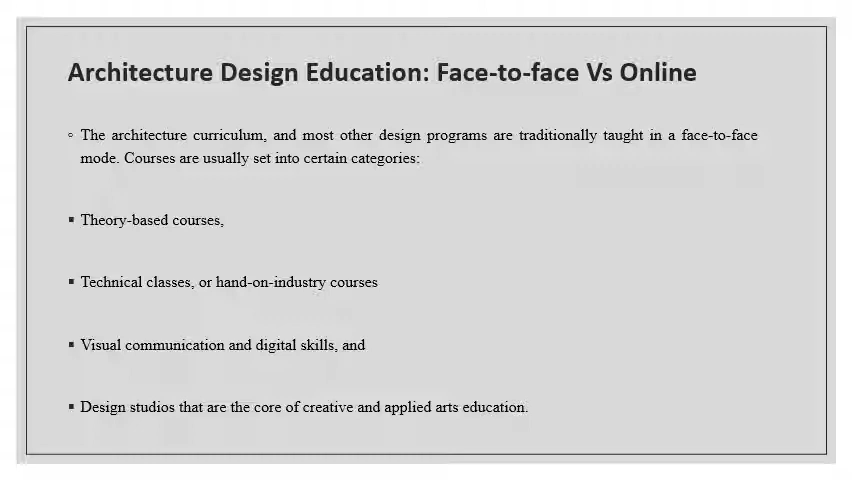 Architecture Design Education: Face-to-face Vs Online
◦ The architecture curriculum, and most other design programs are traditionally taught in a face-to-face
mode. Courses are usually set into certain categories:
▪ Theory-based courses,
▪ Technical classes, or hand-on-industry courses
▪ Visual communication and digital skills, and
▪ Design studios that are the core of creative and applied arts education.